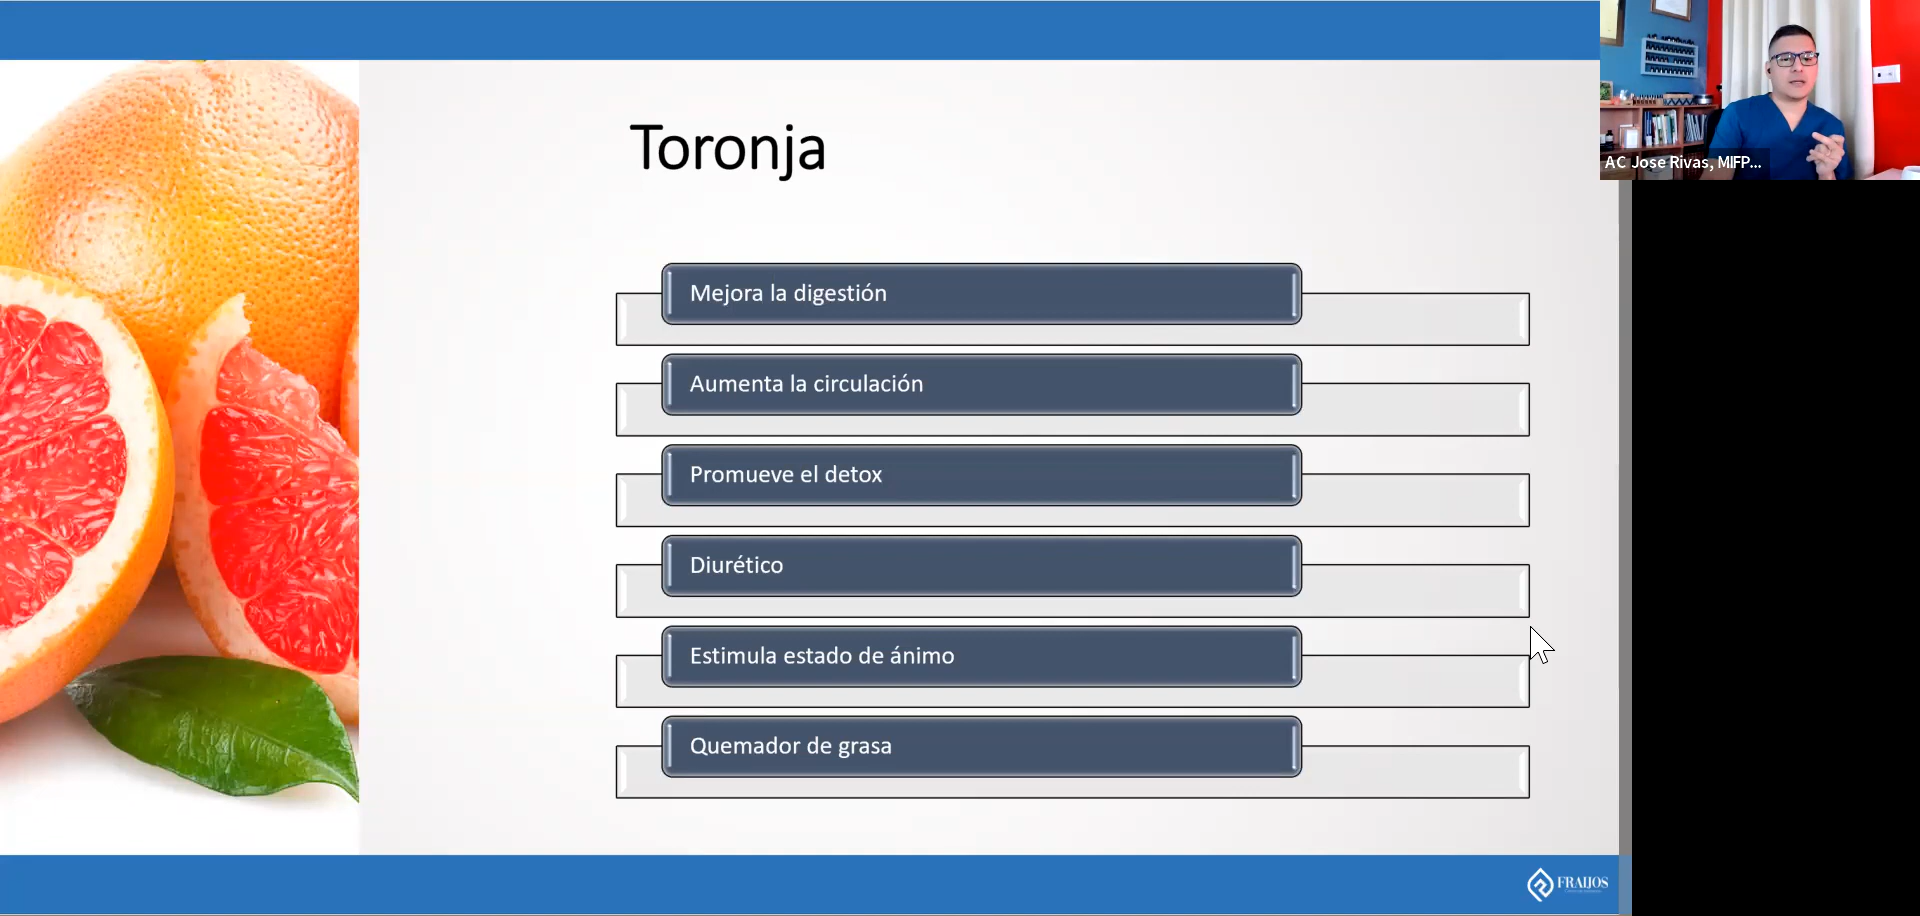 Toronja
Mejora la digestión
Aumenta la circulación
Promueve el detox
Diurético
Estimula estado de ánimo
Quemador de grasa
AC Jose Rivas, MIFP...
FRAIJOS